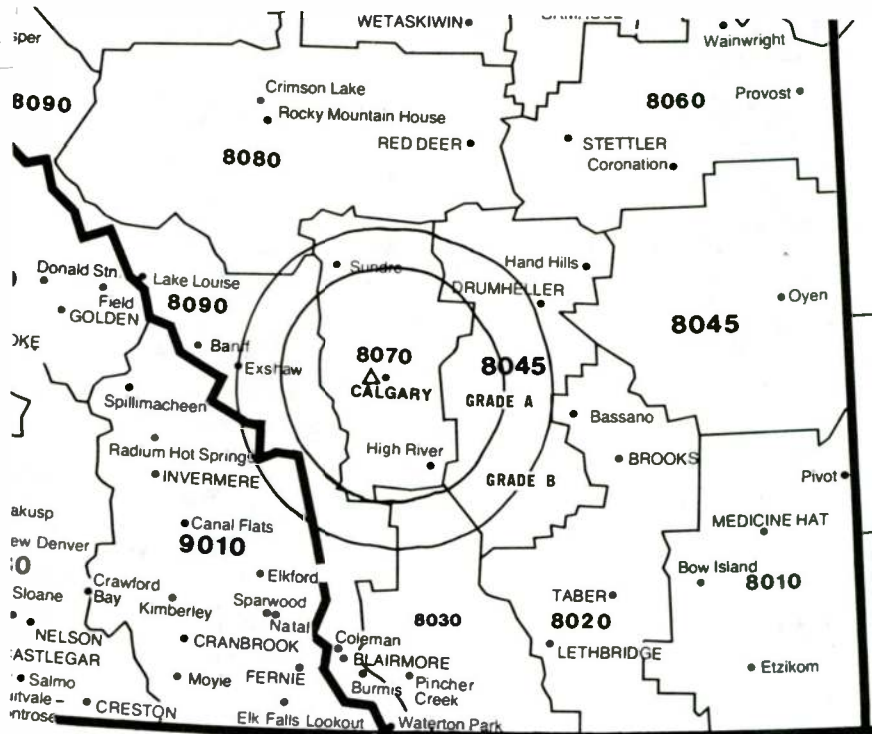 WETASKIWIN
Wainwright
Crimson Lake
8090
8060
Provost
Rocky Mountain House
RED DEER
STETTLER
8080
Coronation
Hand Hills
Donald Stn.
Lake Louise
Sundre
DRUMHELLER
Field
8090
Oyen
GOLDEN
8045
Banff
8070
8045
Exshaw
CALGARY
GRADE A
Spillimacheen
Bassano
Radium Hot Springs
High River
BROOKS
INVERMERE
GRADE B
Pivot
Canal Flats
MEDICINE HAT
9010
Bow Island
8010
Elkford
Crawford
Bay
Sloane
Kimberley
Sparwood
Natal
TABER
8030
8020
NELSON
CRANBROOK
Coleman
LETHBRIDGE
BLAIRMORE
Salmo
Moyie
FERNIE
Burmis
Pincher
Creek
Etzikom
CRESTON
Elk Falls Lookout
Waterton Park